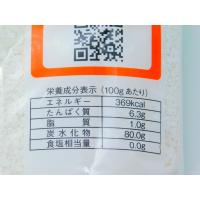 栄養成分表示(100gあたり)
エネルギー 369kcal
たんぱく質 6.3g
脂質 1.0g
炭水化物 80.0g
食塩相当量 0.0g